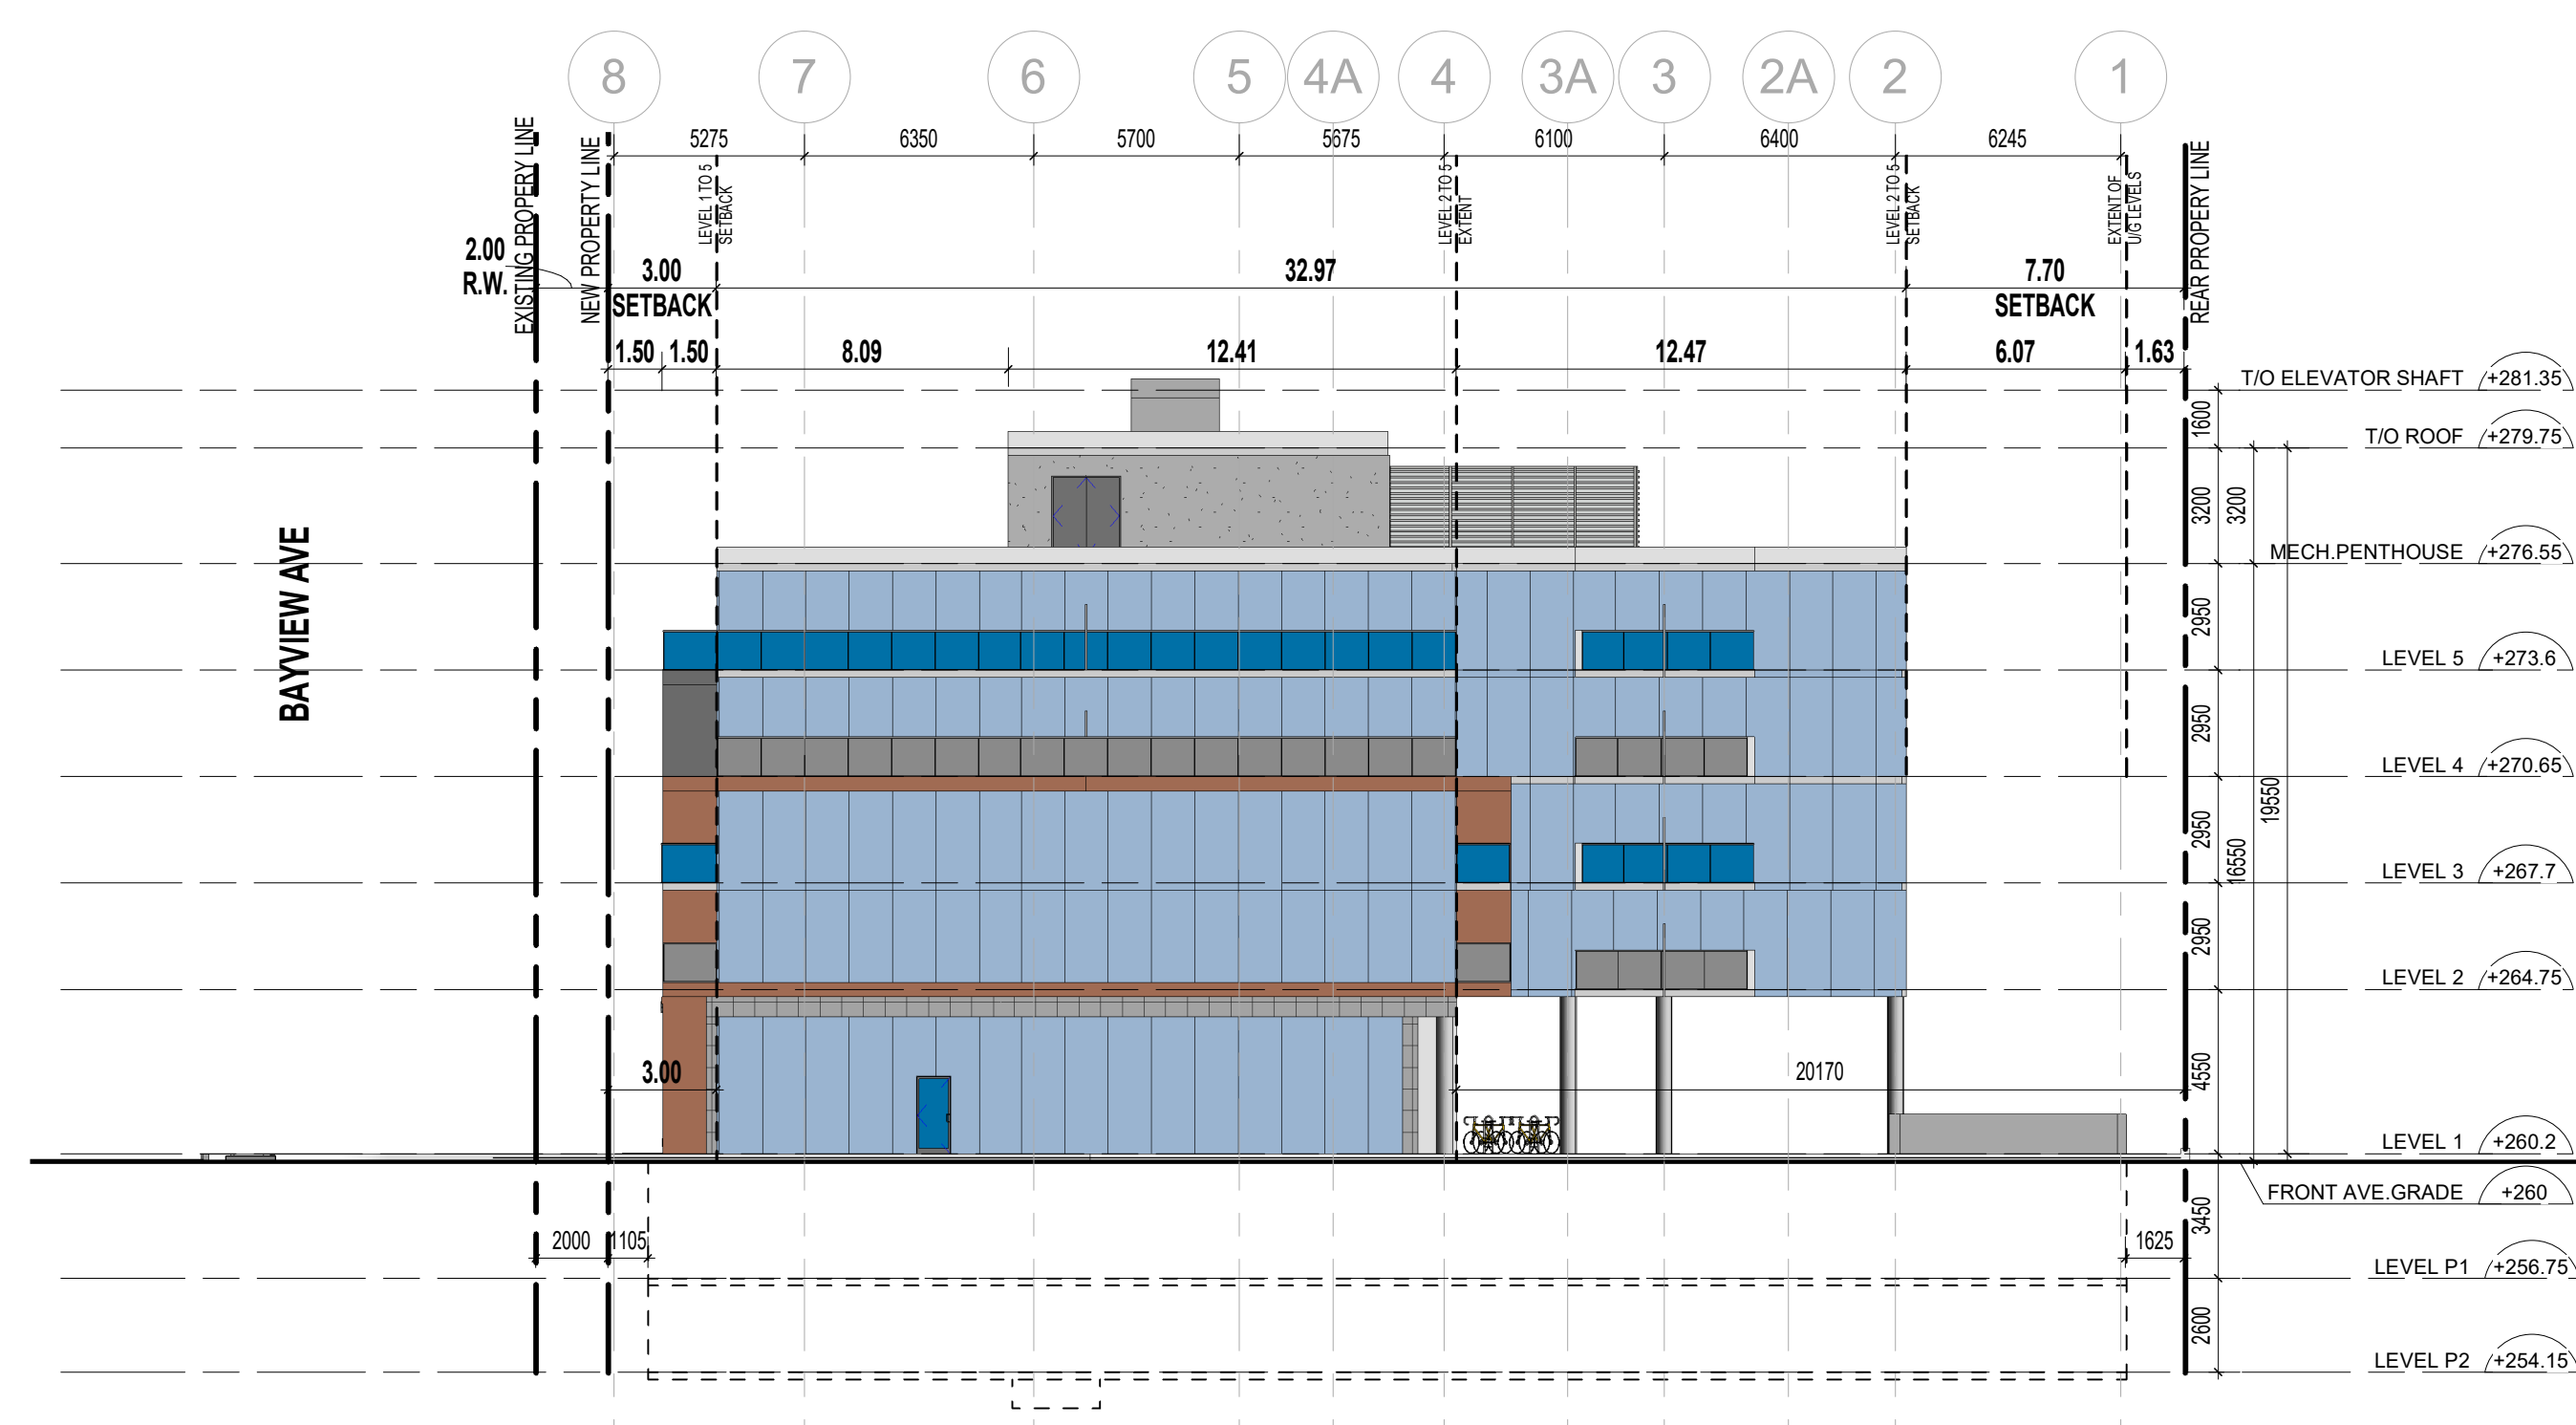 8 7 6 5 4A 4 3A 3 2A 2 1
5275 6350 5700 5675 6100 6400 6245
EXISTING PROPERY LINE
NEW PROPERTY LINE
LEVEL 1 TO 5
SETBACK
LEVEL 2 TO 5
EXTENT
LEVEL 2 TO 5
SETBACK
EXTENT OF
U/G LEVELS
REAR PROPERY LINE
2.00
R.W.
3.00
SETBACK
32.97
7.70
SETBACK
1.50 1.50 8.09 12.41 12.47 6.07 1.63
T/O ELEVATOR SHAFT +281.35
1600
T/O ROOF +279.75
3200 3200
MECH.PENTHOUSE +276.55
BAYVIEW AVE
2950
LEVEL 5 +273.6
2950
LEVEL 4 +270.65
19550
2950
16550
LEVEL 3 +267.7
2950
LEVEL 2 +264.75
3.00
20170
4550
LEVEL 1 +260.2
FRONT AVE.GRADE +260
3450
2000 1105 1625
LEVEL P1 +256.75
2600
LEVEL P2 +254.15